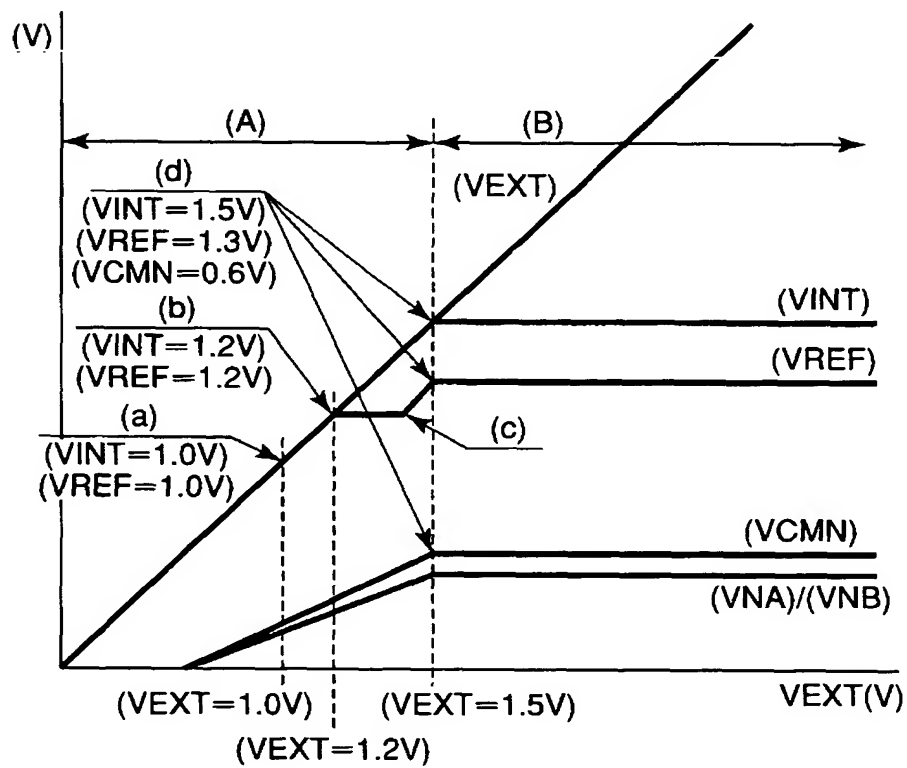 (V)
(A)
(B)
(d)
(VINT=1.5V)
(VREF=1.3V)
(VCMN=0.6V)
(VEXT)
(b)
(VINT=1.2V)
(VREF=1.2V)
(VINT)
(VREF)
(a)
(VINT=1.0V)
(VREF=1.0V)
(c)
(VCMN)
(VNA)/(VNB)
(VEXT=1.0V)
(VEXT=1.5V)
VEXT(V)
(VEXT=1.2V)